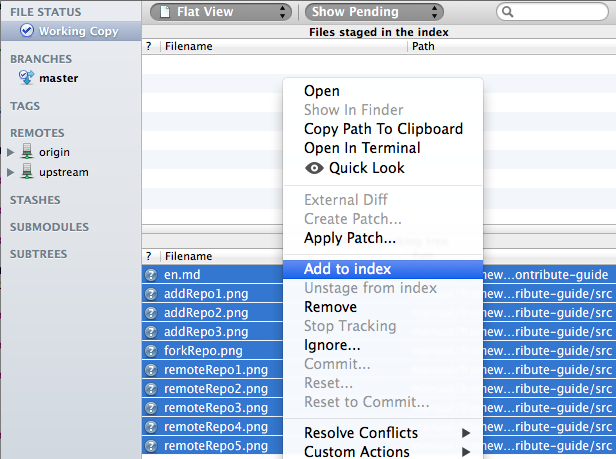 FILE STATUS
Working Copy
BRANCHES
master
TAGS
REMOTES
origin
upstream
STASHES
SUBMODULES
SUBTREES
Flat View
Show Pending
Files staged in the index
? Filename Path
Open
Show In Finder
Copy Path To Clipboard
Open In Terminal
Quick Look
External Diff
Create Patch...
Apply Patch...
Add to index
Unstage from index
Remove
Stop Tracking
Ignore...
Commit...
Reset...
Reset to Commit...
Resolve Conflicts
Custom Actions
? Filename
en.md new...ontribute-guide
addRepo1.png new...ribute-guide/src
addRepo2.png new...ribute-guide/src
addRepo3.png new...ribute-guide/src
forkRepo.png new...ribute-guide/src
remoteRepo1.png new...ribute-guide/src
remoteRepo2.png new...ribute-guide/src
remoteRepo3.png new...ribute-guide/src
remoteRepo4.png new...ribute-guide/src
remoteRepo5.png new...ribute-guide/src